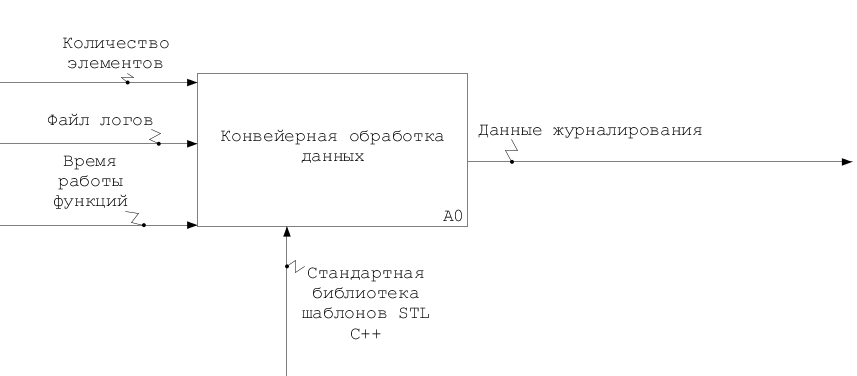 Количество
элементов
Файл логов
Время
работы
функций
Конвейерная обработка
данных
A0
Данные журналирования
Стандартная
библиотека
шаблонов STL
C++